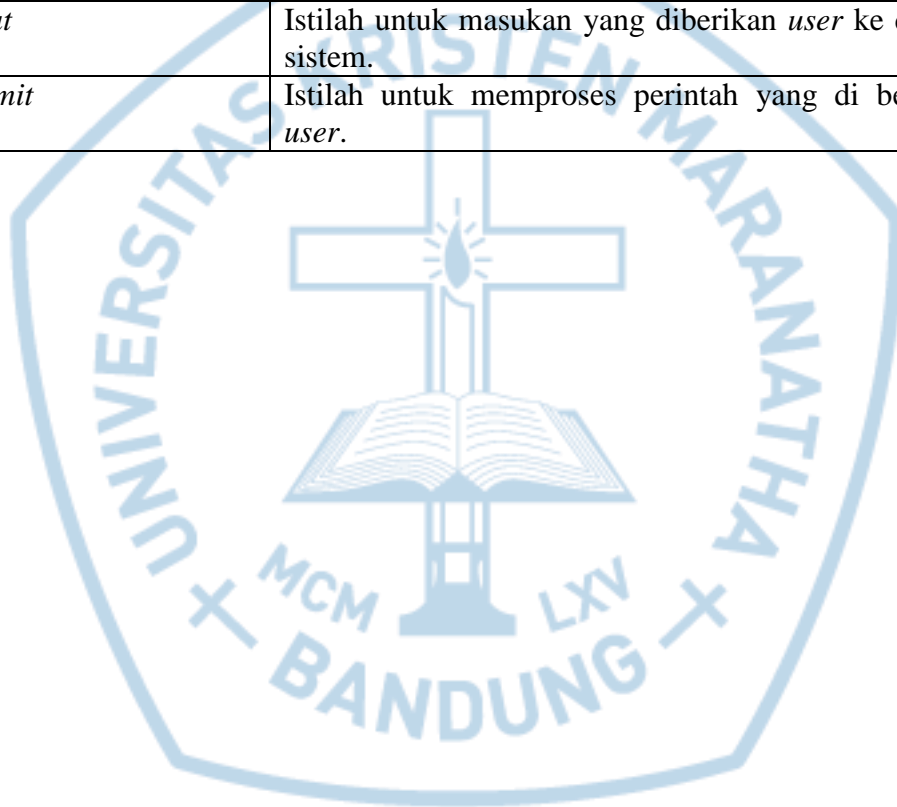 Istilah untuk masukan yang diberikan user ke
sistem.
Istilah untuk memproses perintah yang di
user.
UNIVERSITAS KRISTEN MARANATHA
MCM LXV
BANDUNG